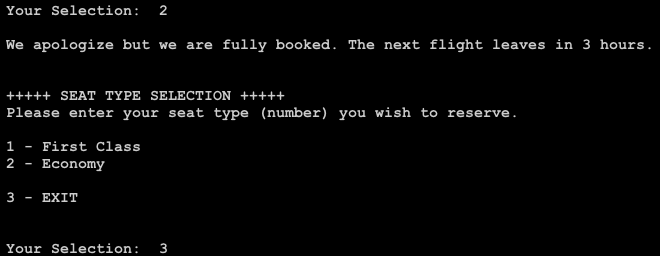 Your Selection:  2
We apologize but we are fully booked. The next flight leaves in 3 hours.
+++++ SEAT TYPE SELECTION +++++
Please enter your seat type (number) you wish to reserve.
1 - First Class
2 - Economy
3 - EXIT
Your Selection:  3